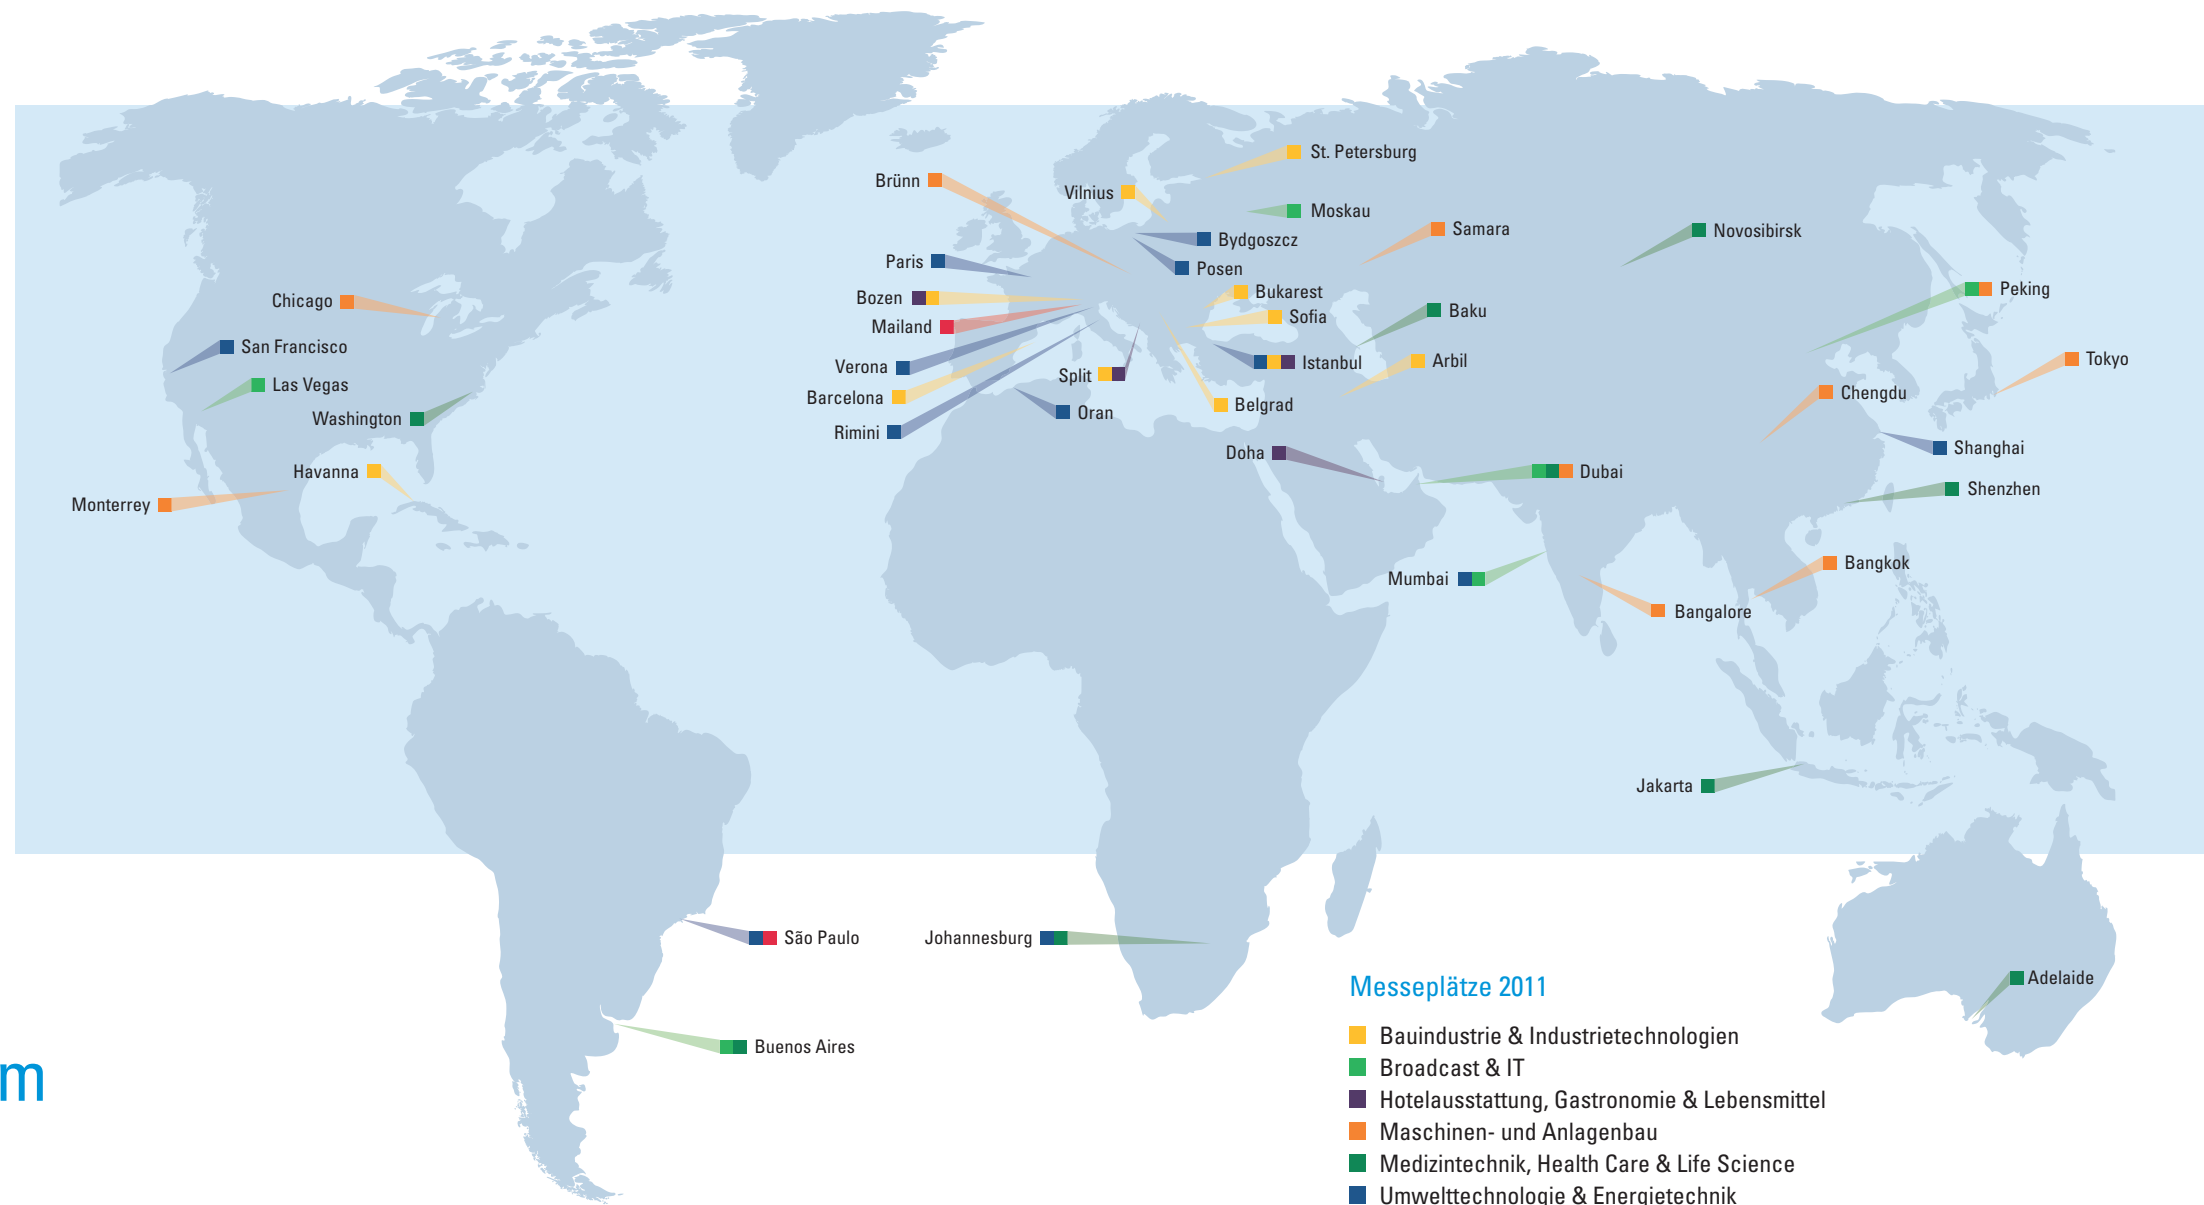 St. Petersburg
Brünn
Vilnius
Moskau
Samara
Novosibirsk
Bydgoszcz
Paris
Posen
Bozen
Bukarest
Peking
Chicago
Mailand
Sofia
Baku
San Francisco
Verona
Split
Istanbul
Arbil
Tokyo
Las Vegas
Barcelona
Belgrad
Chengdu
Washington
Rimini
Oran
Doha
Shanghai
Havanna
Dubai
Monterrey
Shenzhen
Mumbai
Bangkok
Bangalore
Jakarta
São Paulo
Johannesburg
Adelaide
Buenos Aires
m
Messeplätze 2011
Bauindustrie & Industrietechnologien
Broadcast & IT
Hotelausstattung, Gastronomie & Lebensmittel
Maschinen- und Anlagenbau
Medizintechnik, Health Care & Life Science
Umwelttechnologie & Energietechnik